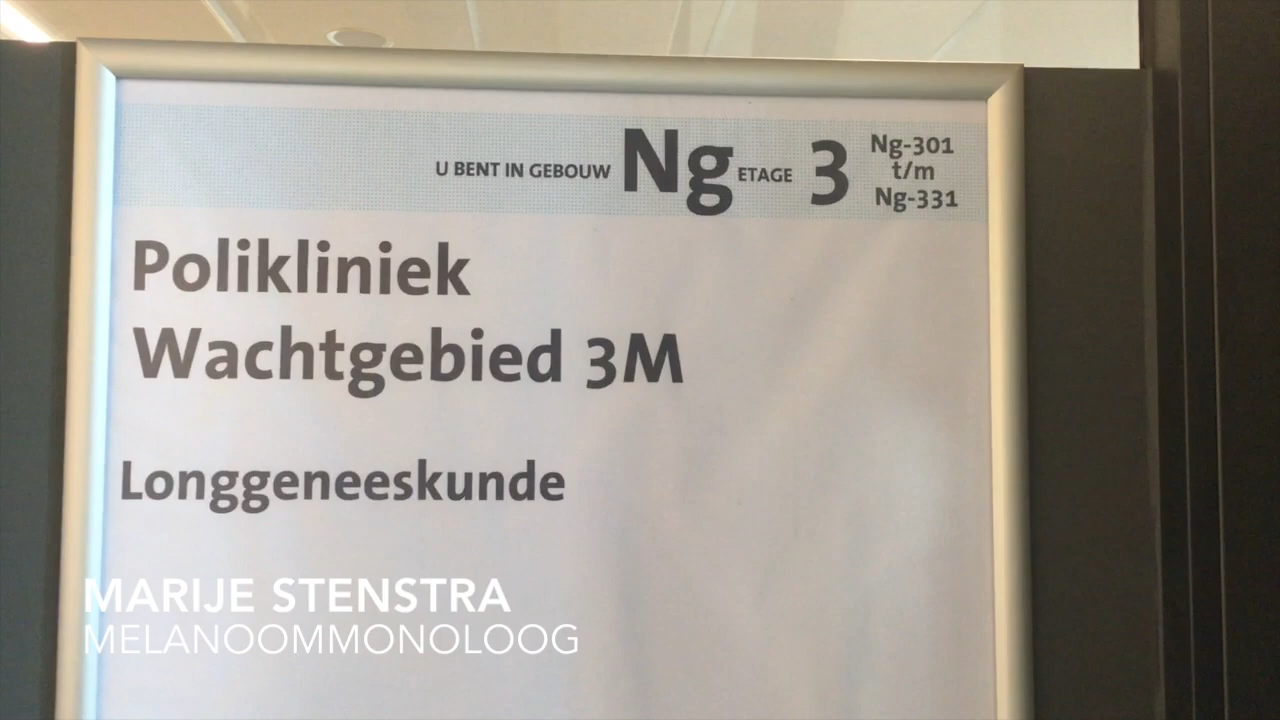 U BENT IN GEBOUW Ng ETAGE 3
Ng-301
t/m
Ng-331
Polikliniek
Wachtgebied 3M
Longgeneeskunde
MARIJE STENSTRA
MELANOOMMONOLOOG